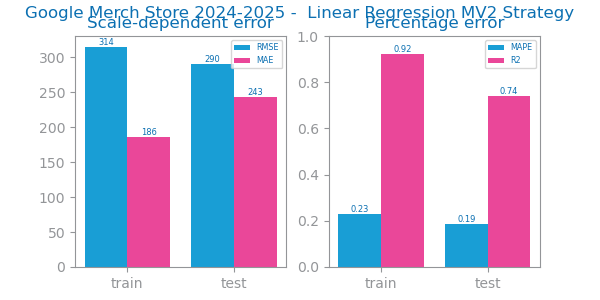 Google Merch Store 2024-2025 -  Linear Regression MV2 Strategy
Scale-dependent error
300
250
200
150
100
50
0
314
186
290
243
RMSE
MAE
train
test
Percentage error
1.0
0.8
0.6
0.4
0.2
0.0
0.23
0.92
0.19
0.74
MAPE
R2
train
test